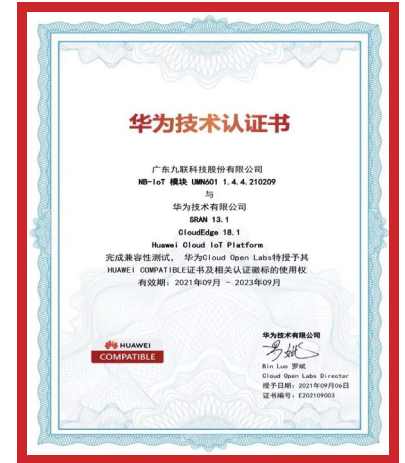 华为技术认证书
广东九联科技股份有限公司
NB-IoT 模块 UMN601 1.4.4.210209
与
华为技术有限公司
SRAN 13.1
CloudEdge 18.1
Huawei Cloud IoT Platform
完成兼容性测试， 华为Cloud Open Labs特授予其
HUAWEI COMPATIBLE证书及相关认证徽标的使用权
有效期：2021年09月 - 2023年09月
HUAWEI
COMPATIBLE
华为技术有限公司
Bin Luo 罗斌
Cloud Open Labs Director
授予日期：2021年09月06日
证书编号：E202109003